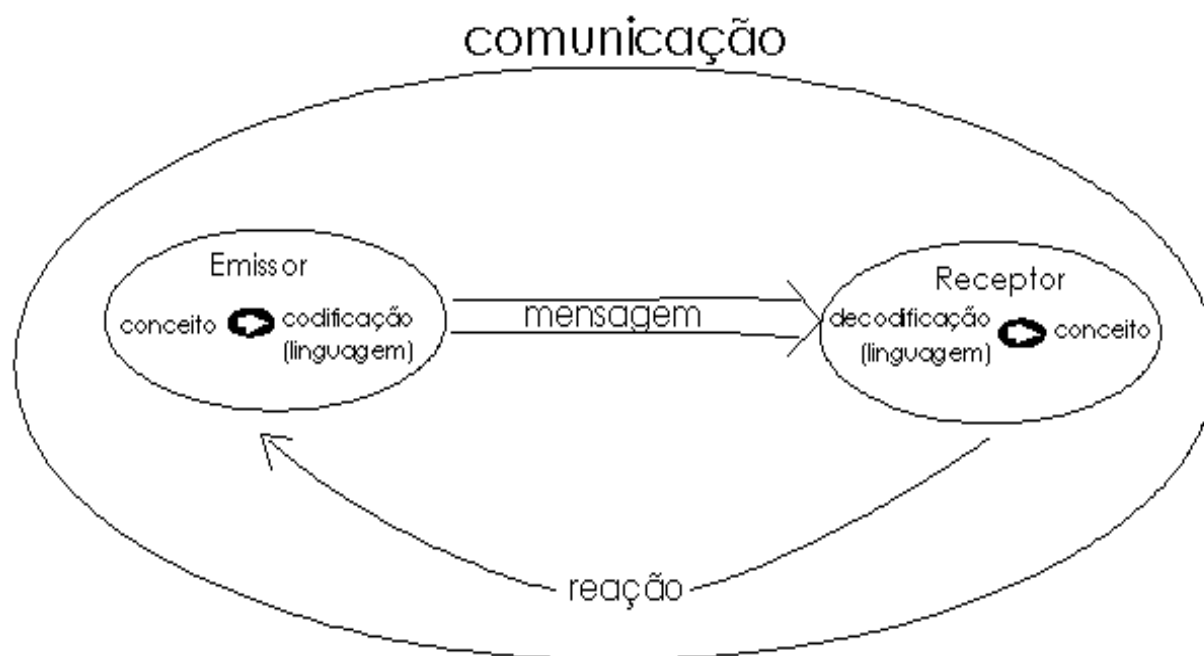 comunicação
Emissor
conceito
codificação
(linguagem)
mensagem
Receptor
decodificação
(linguagem)
conceito
reação